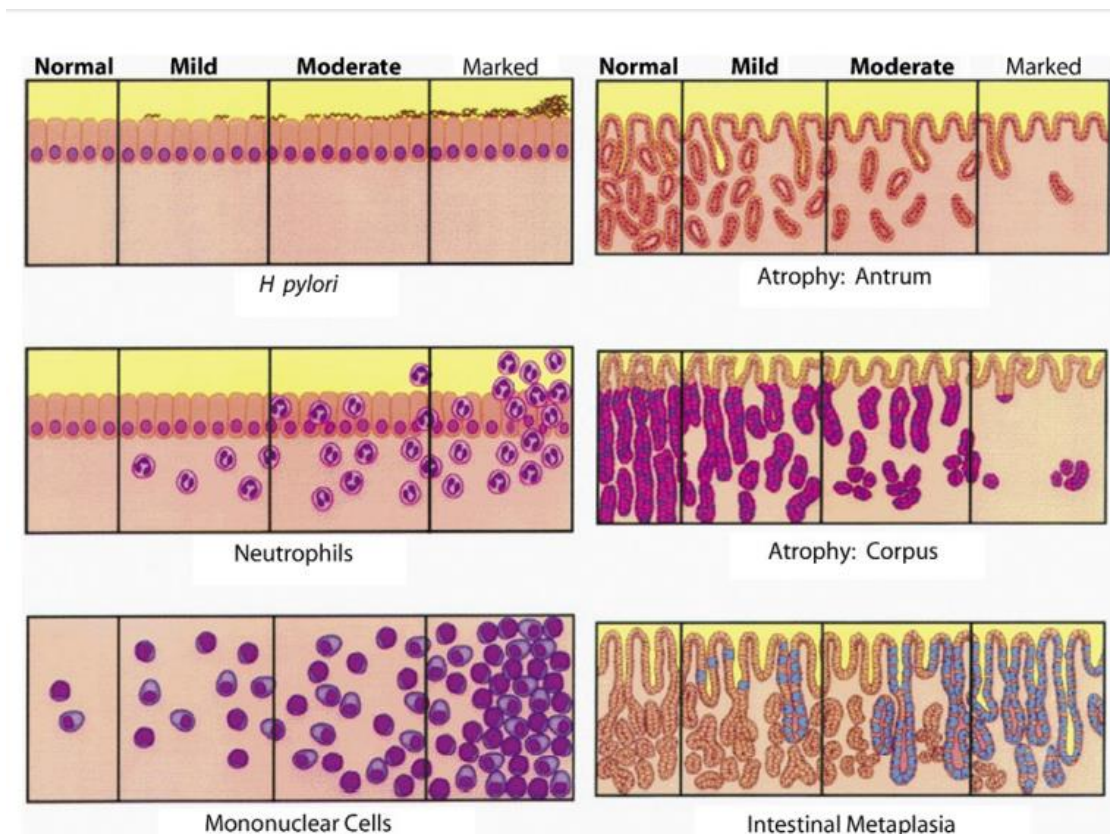 Normal Mild Moderate Marked
H pylori
Normal Mild Moderate Marked
Atrophy: Antrum
Neutrophils
Atrophy: Corpus
Mononuclear Cells
Intestinal Metaplasia